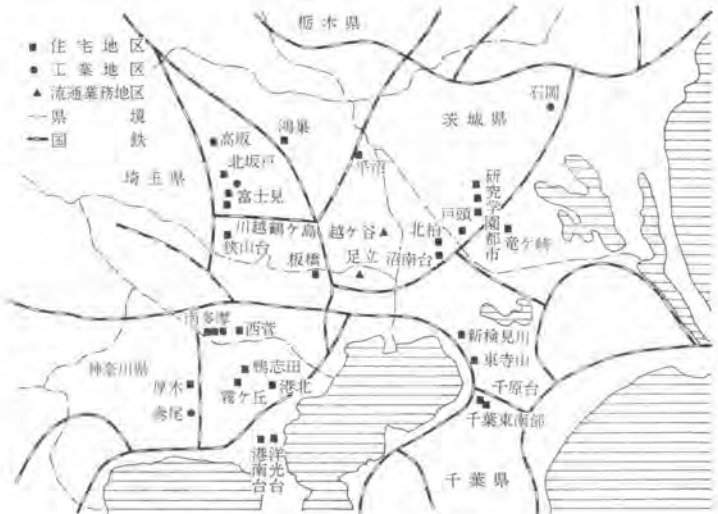 栃木県
■ 住宅地区
● 工業地区
▲ 流通業務地区
県境
国鉄
石岡
茨城県
鴻巣
高坂
北坂戸
埼玉県
富士見
研究学園都市
戸頭
竜ケ崎
川越鶴ケ島
越ケ谷
北柏
狭山台
板橋
足立
沼南台
南多摩
西菅
新検見川
神奈川県
鴨志田
東寺山
厚木
霧ケ丘
港北
千原台
鳶尾
千葉東南部
港南台
洋光台
千葉県